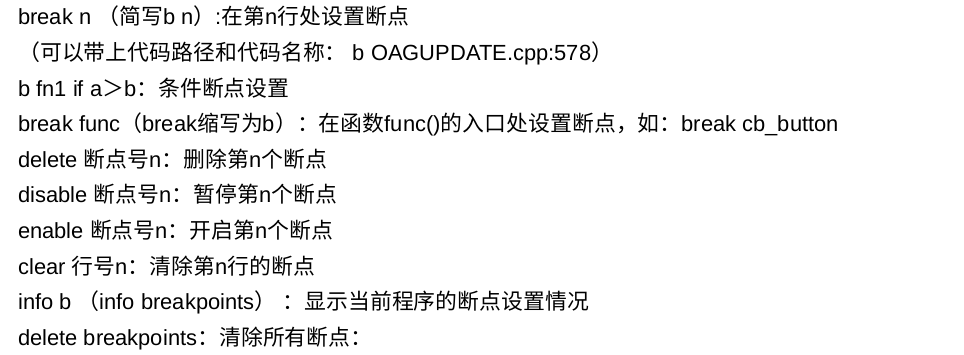 break n （简写b n）:在第n行处设置断点
（可以带上代码路径和代码名称： b OAGUPDATE.cpp:578）
b fn1 if a＞b：条件断点设置
break func（break缩写为b）：在函数func()的入口处设置断点，如：break cb_button
delete 断点号n：删除第n个断点
disable 断点号n：暂停第n个断点
enable 断点号n：开启第n个断点
clear 行号n：清除第n行的断点
info b （info breakpoints） ：显示当前程序的断点设置情况
delete breakpoints：清除所有断点：